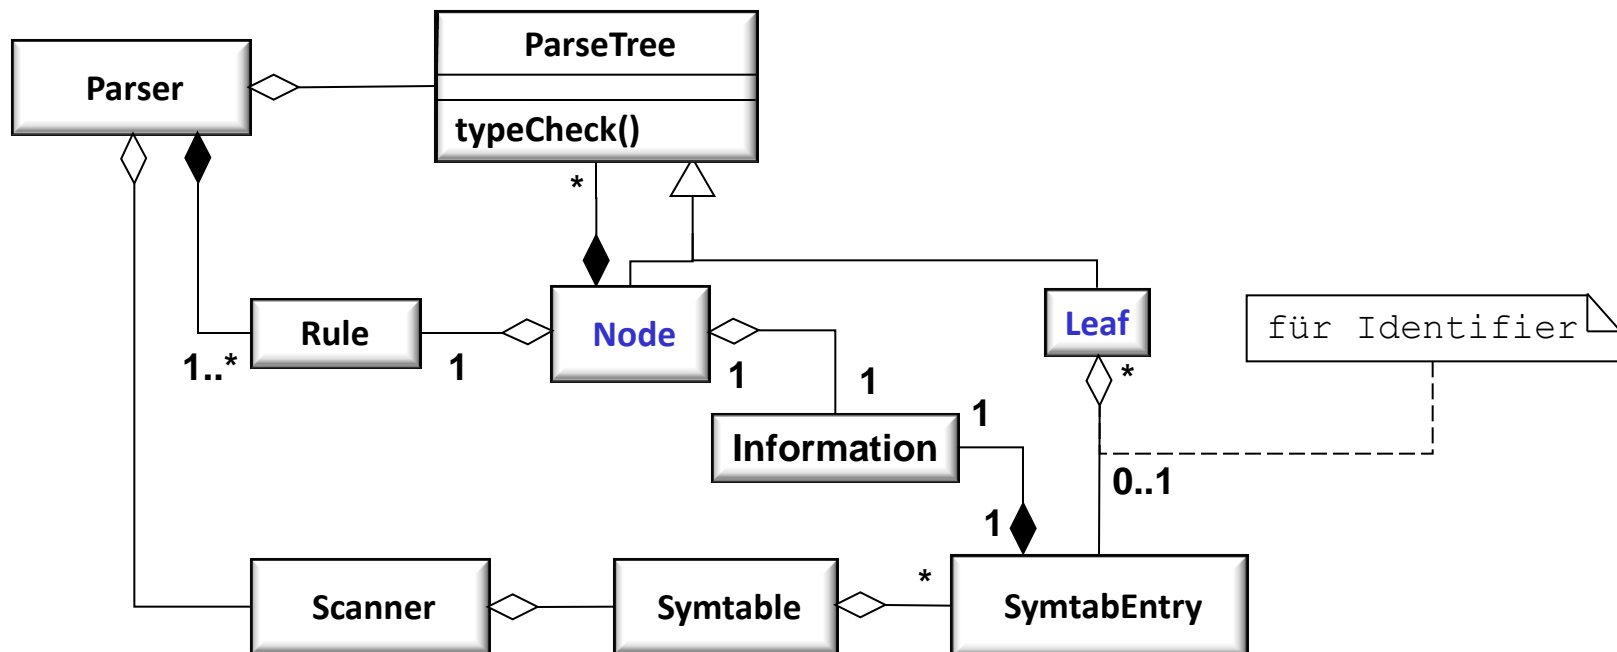 ParseTree
Parser
typeCheck()
*
Rule
Node
Leaf
für Identifier
1..*
1
1
1
*
1
Information
0..1
1
*
Scanner
Symtable
SymtabEntry